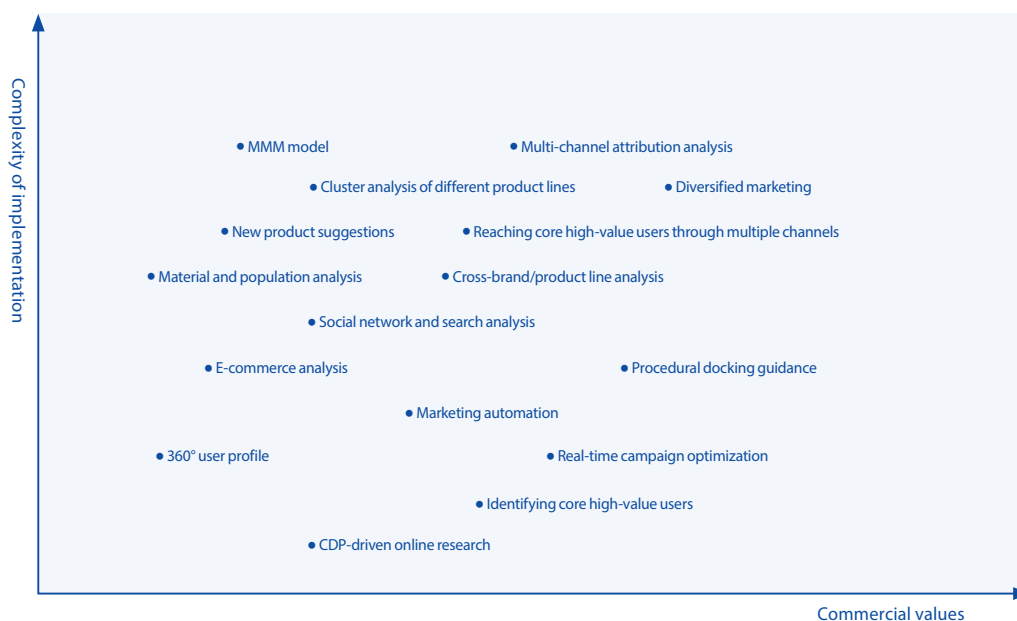 Complexity of implementation
MMM model
Multi-channel attribution analysis
Cluster analysis of different product lines
Diversified marketing
New product suggestions
Reaching core high-value users through multiple channels
Material and population analysis
Cross-brand/product line analysis
Social network and search analysis
E-commerce analysis
Procedural docking guidance
Marketing automation
360° user profile
Real-time campaign optimization
Identifying core high-value users
CDP-driven online research
Commercial values